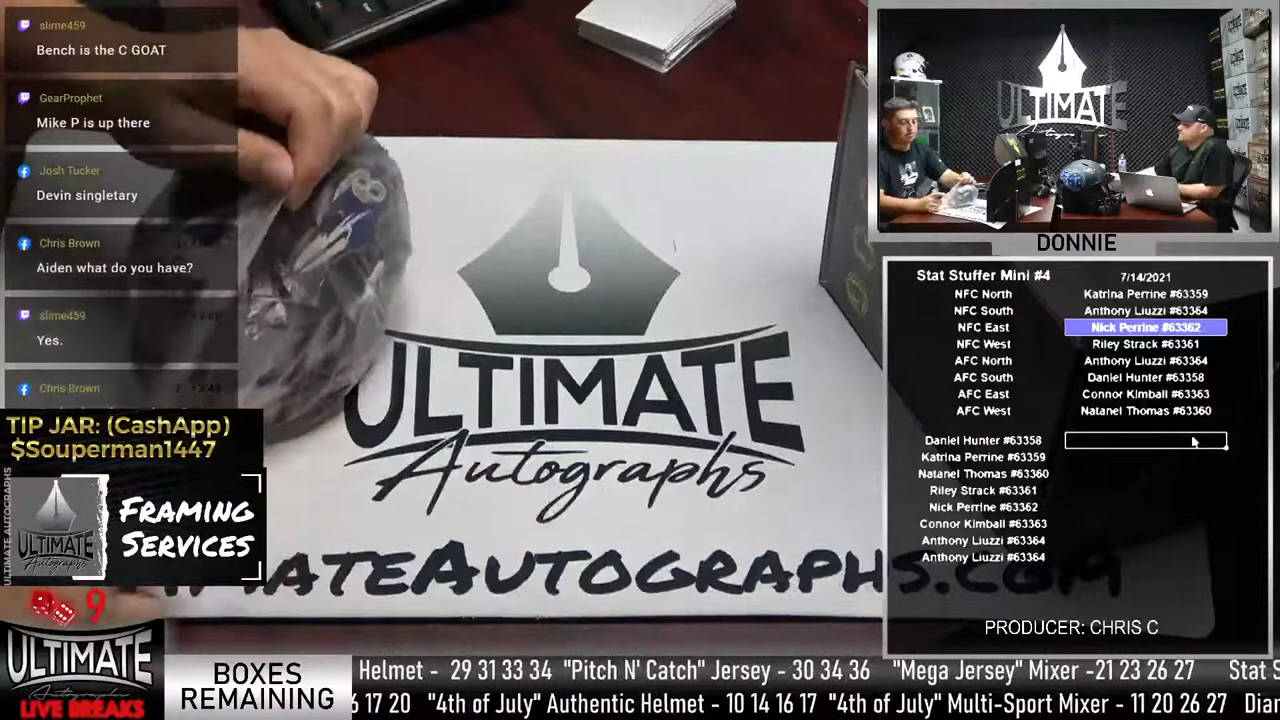 slime459
Bench is the C GOAT
GearProphet
Mike P is up there
Josh Tucker
Devin singletary
Chris Brown
Aiden what do you have?
slime459
Yes.
Chris Brown
TIP JAR: (CashApp)
$Souperman1447
ULTIMATE AUTOGRAPHS
ULTIMATE
Autographs
FRAMING
SERVICES
9
ULTIMATE
LIVE BREAKS
BOXES
REMAINING
Helmet - 29 31 33 34 "Pitch N' Catch" Jersey - 30 34 36 "Mega Jersey" Mixer -21 23 26 27 Stat S
6 17 20 "4th of July" Authentic Helmet - 10 14 16 17 "4th of July" Multi-Sport Mixer - 11 20 26 27 Dia
ULTIMATE
Autographs
MATEAUTOGRAPHS.COM
ULTIMATE
Autographs
DONNIE
Stat Stuffer Mini #4 7/14/2021
NFC North Katrina Perrine #63359
NFC South Anthony Liuzzi #63364
NFC East Nick Perrine #63362
NFC West Riley Strack #63361
AFC North Anthony Liuzzi #63364
AFC South Daniel Hunter #63358
AFC East Connor Kimball #63363
AFC West Natanel Thomas #63360
Daniel Hunter #63358
Katrina Perrine #63359
Natanel Thomas #63360
Riley Strack #63361
Nick Perrine #63362
Connor Kimball #63363
Anthony Liuzzi #63364
Anthony Liuzzi #63364
PRODUCER: CHRIS C